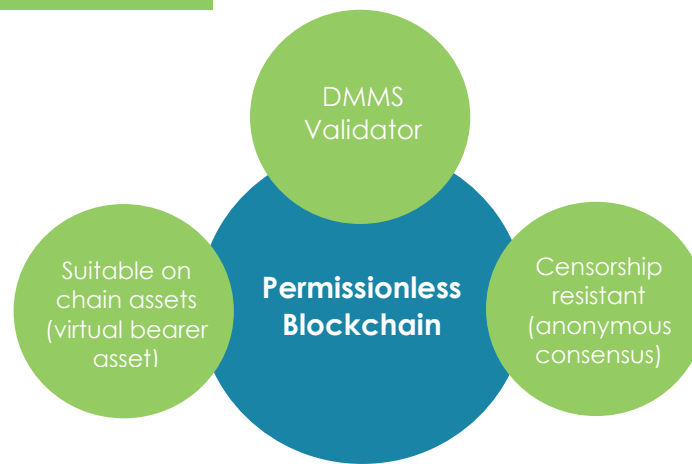 DMMS
Validator
Suitable on
chain assets
(virtual bearer
asset)
Permissionless
Blockchain
Censorship
resistant
(anonymous
consensus)